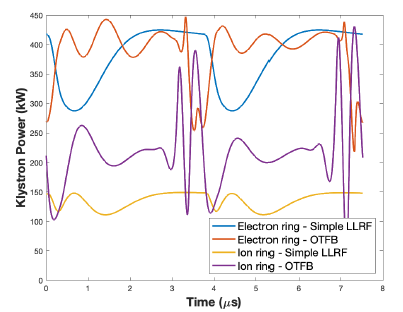 450
400
350
300
250
200
150
100
50
0
Klystron Power (kW)
0 1 2 3 4 5 6 7 8
Time (μs)
Electron ring - Simple LLRF
Electron ring - OTFB
Ion ring - Simple LLRF
Ion ring - OTFB